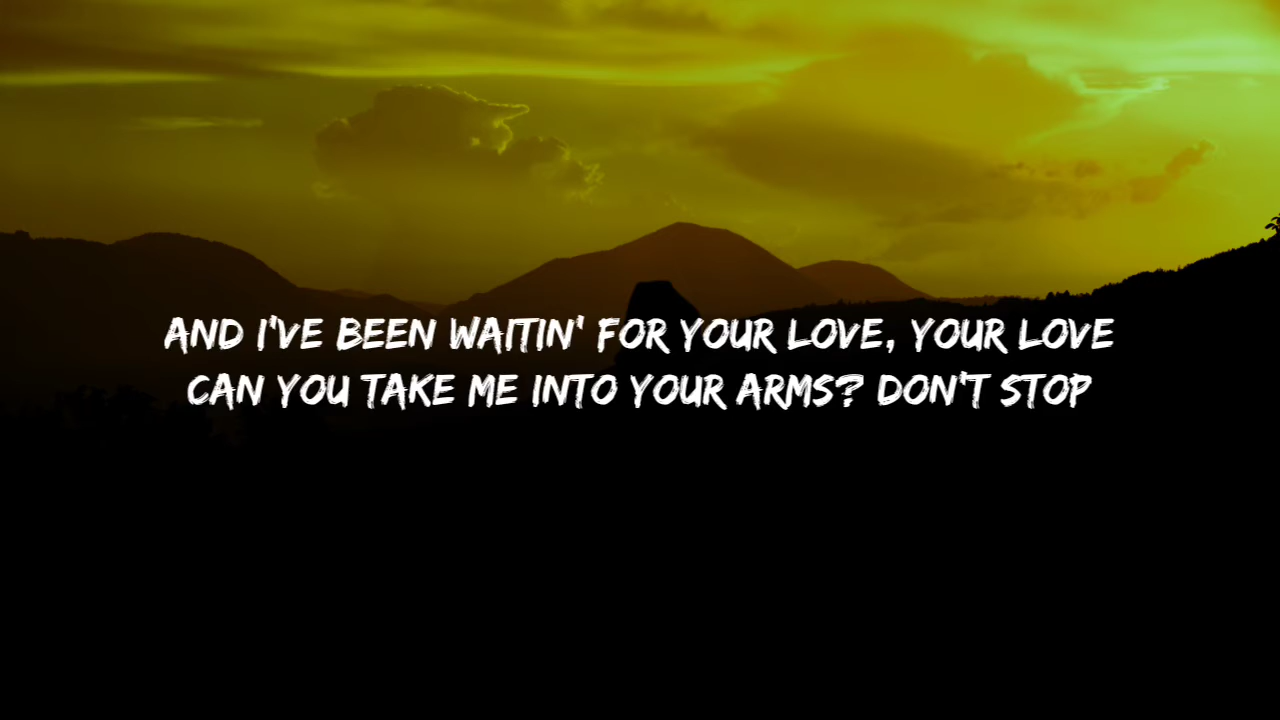 AND I'VE BEEN WAITIN' FOR YOUR LOVE, YOUR LOVE
CAN YOU TAKE ME INTO YOUR ARMS? DON'T STOP